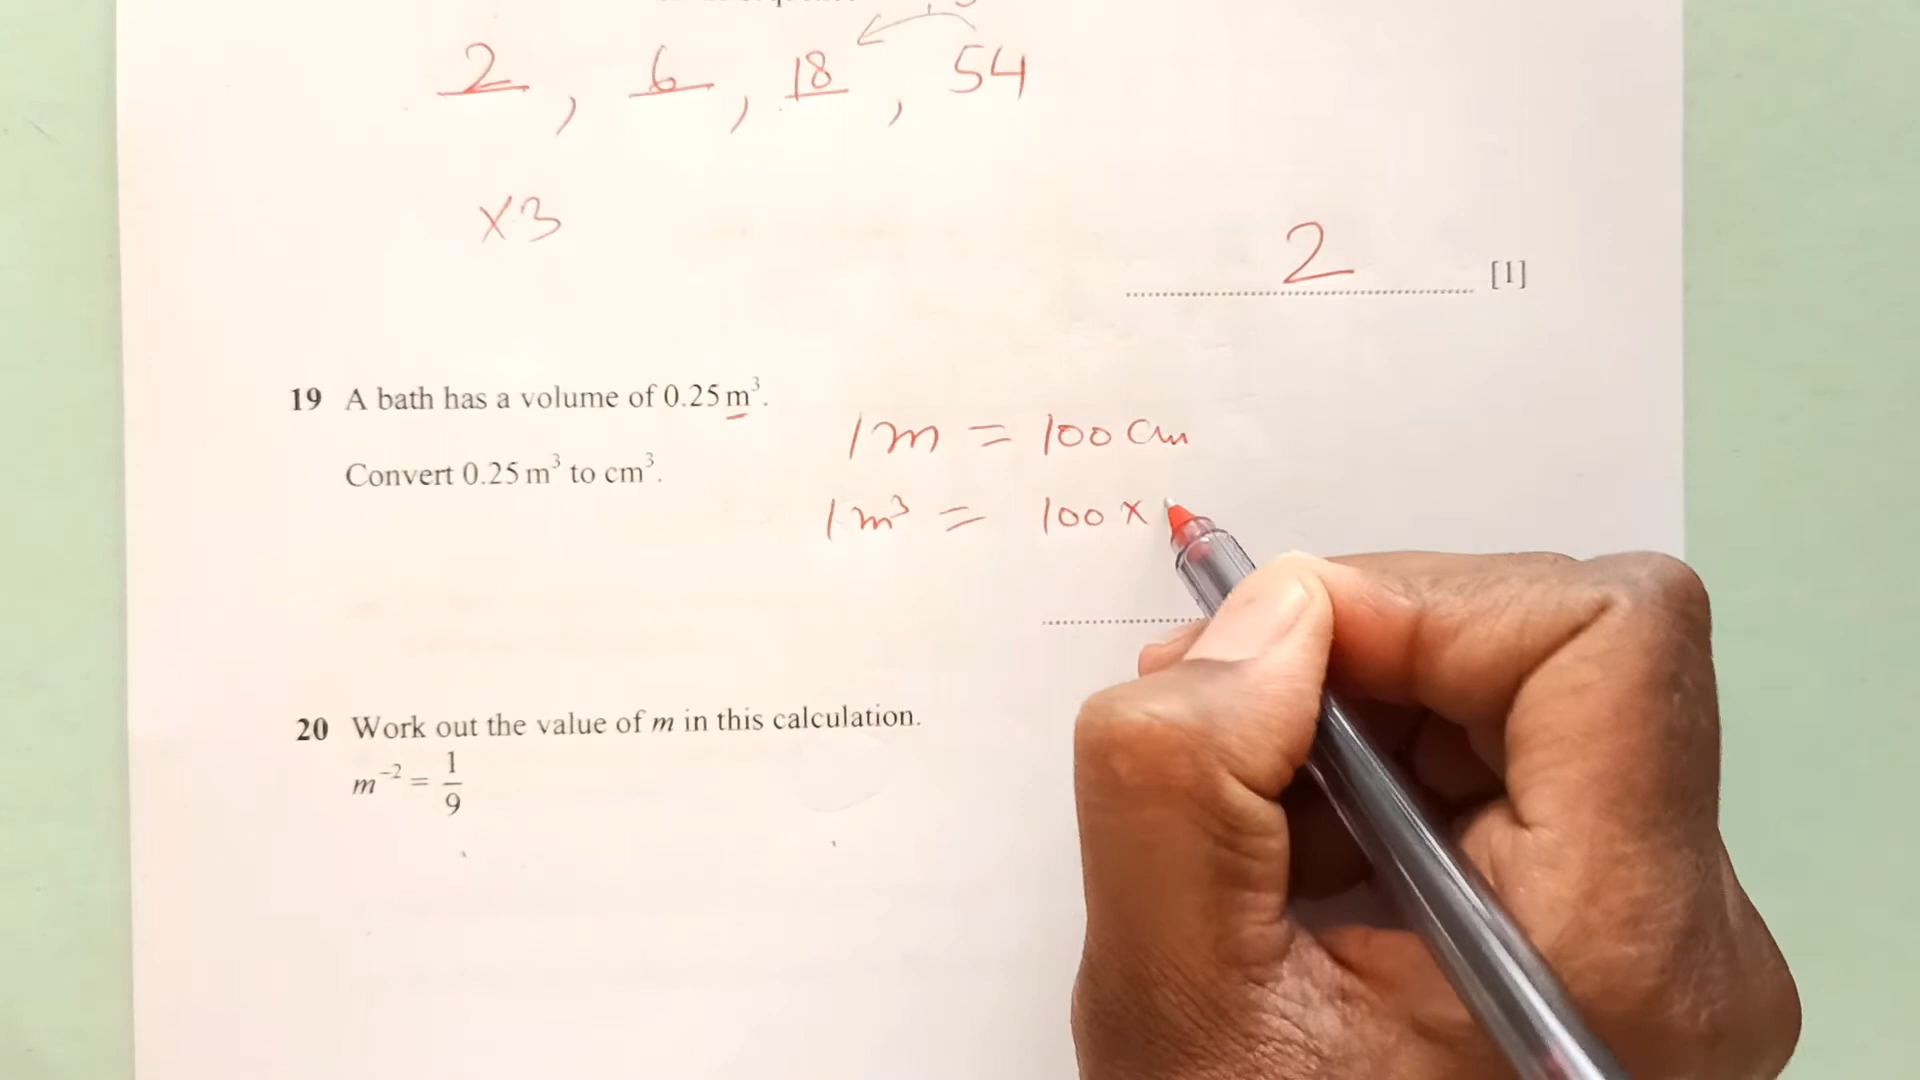 2 , 6 , 18 , 54
×3
2
[1]
19 A bath has a volume of 0.25 m³.
Convert 0.25 m³ to cm³.
1m = 100 cm
1m³ = 100 ×
20 Work out the value of m in this calculation.
m⁻² = 1/9